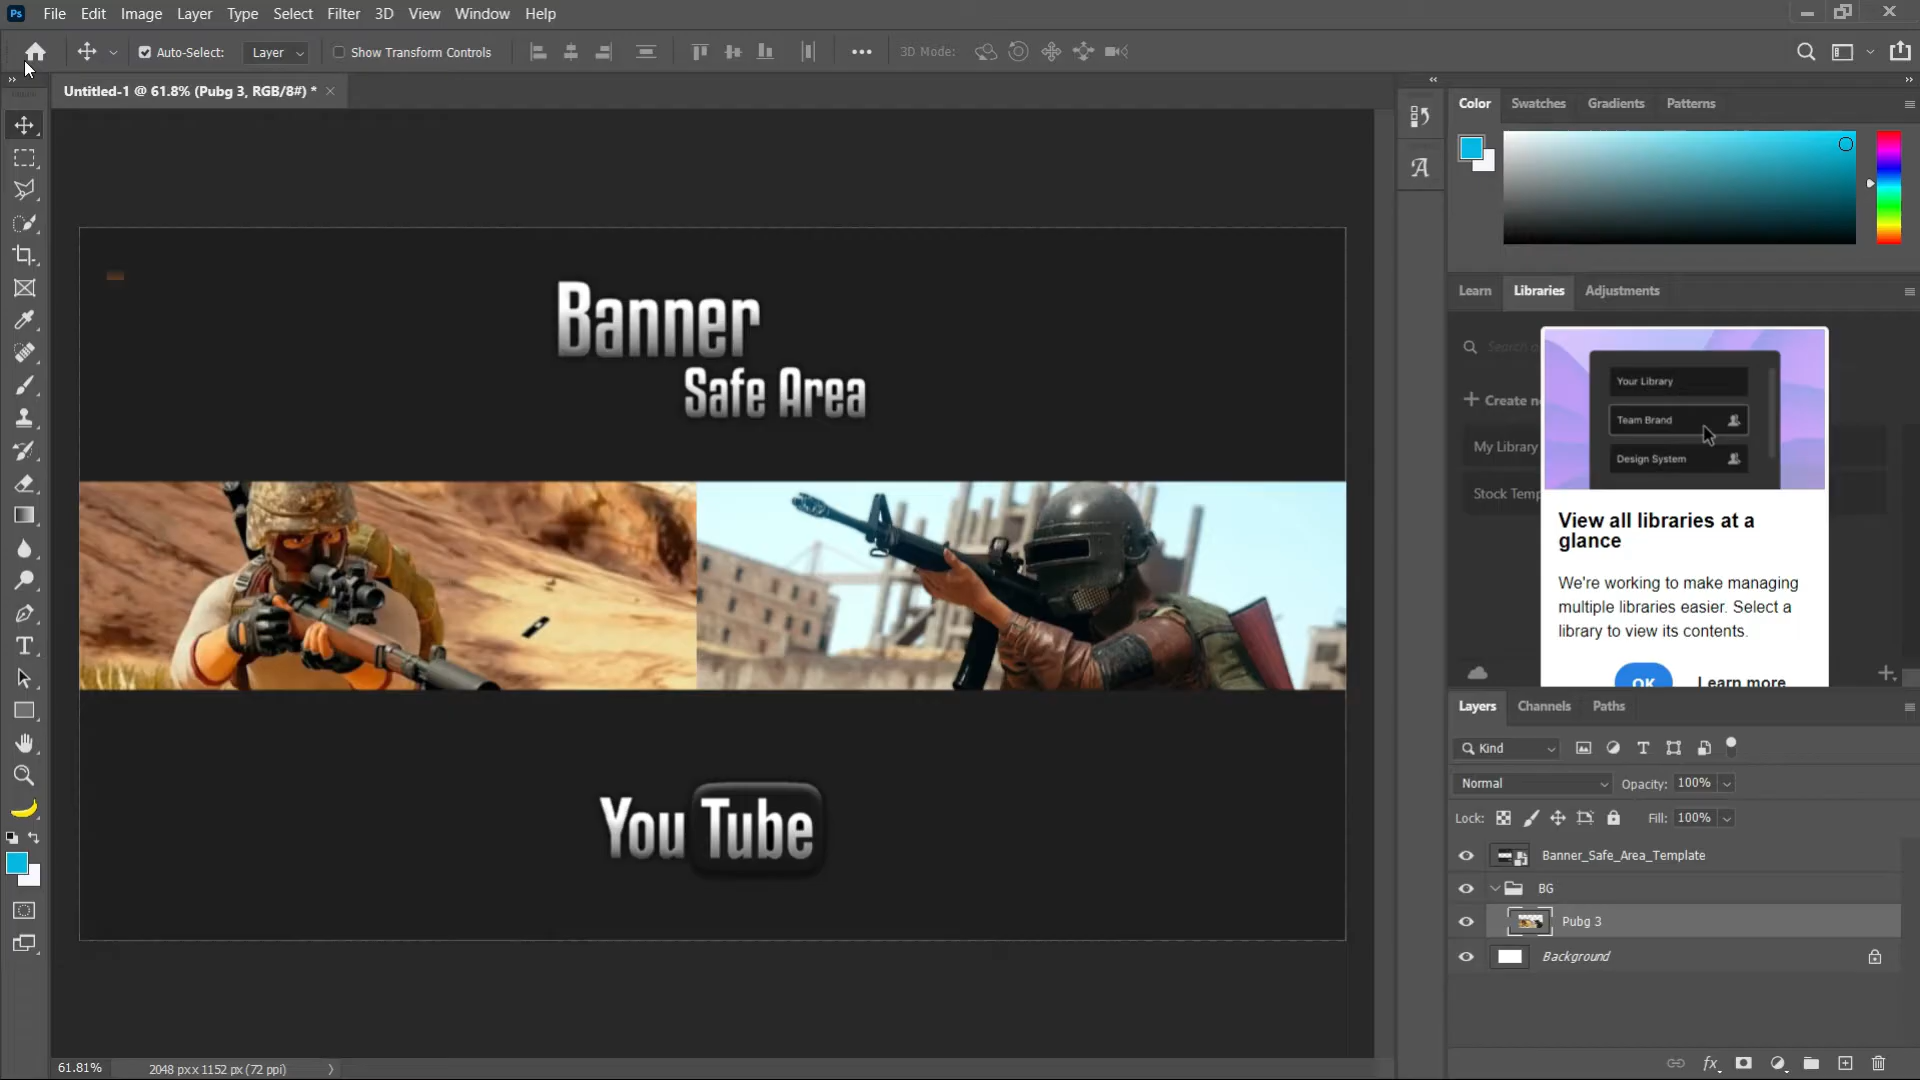 Ps File Edit Image Layer Type Select Filter 3D View Window Help
Auto-Select: Layer Show Transform Controls 3D Mode:
Untitled-1 @ 61.8% (Pubg 3, RGB/8#) *
Color Swatches Gradients Patterns
Banner
Safe Area
You Tube
Learn Libraries Adjustments
Your Library
Create
Team Brand
My Library
Design System
Stock
View all libraries at a
glance
We're working to make managing
multiple libraries easier. Select a
library to view its contents.
OK Learn more
Layers Channels Paths
Kind
Normal Opacity: 100%
Lock: Fill: 100%
Banner_Safe_Area_Template
BG
Pubg 3
Background
fx
61.81% 2048 px x 1152 px (72 ppi)